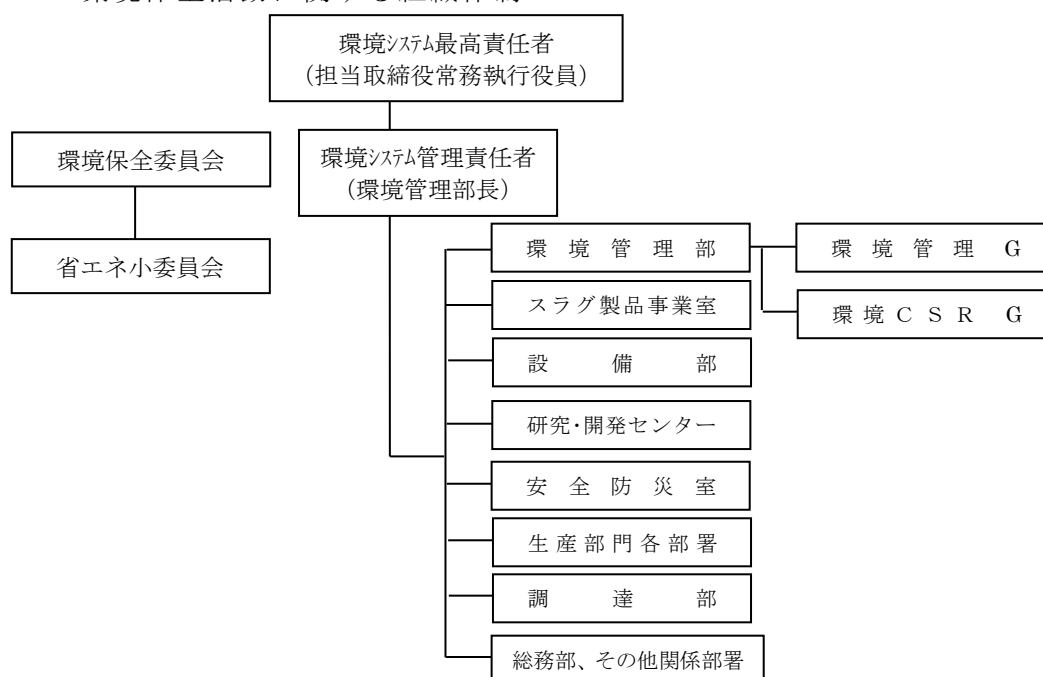 環境システム最高責任者
（担当取締役常務執行役員）
環境保全委員会
環境システム管理責任者
（環境管理部長）
省エネ小委員会
環境管理部
環境管理G
スラグ製品事業室
環境CSRG
設備部
研究・開発センター
安全防災室
生産部門各部署
調達部
総務部、その他関係部署